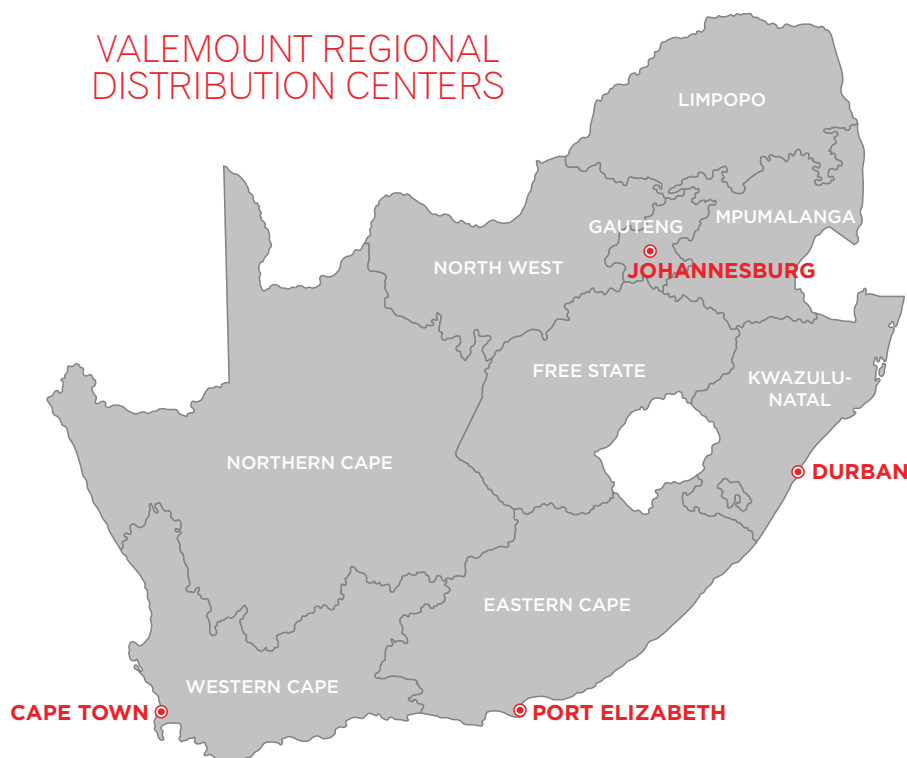 VALEMOUNT REGIONAL
DISTRIBUTION CENTERS
LIMPOPO
MPUMALANGA
GAUTENG
NORTH WEST
JOHANNESBURG
FREE STATE
KWAZULU-
NATAL
NORTHERN CAPE
DURBAN
EASTERN CAPE
WESTERN CAPE
CAPE TOWN
PORT ELIZABETH